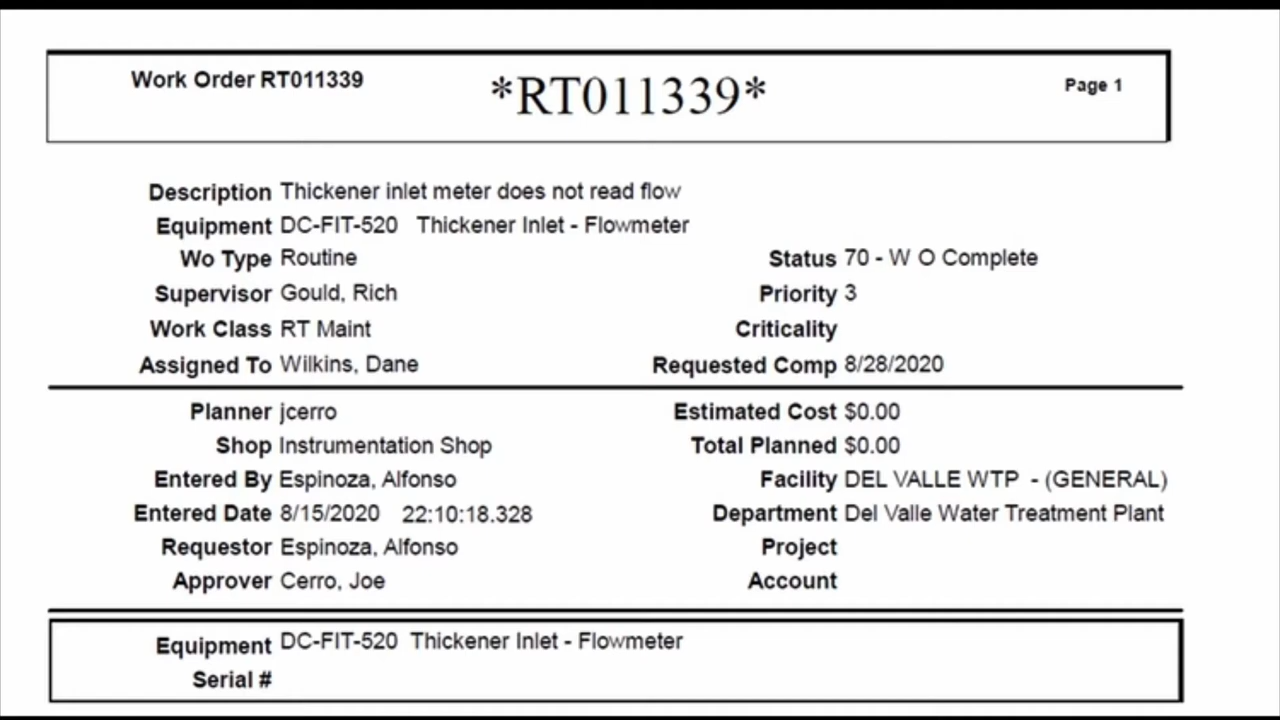 Work Order RT011339 *RT011339* Page 1
Description Thickener inlet meter does not read flow
Equipment DC-FIT-520 Thickener Inlet - Flowmeter
Wo Type Routine Status 70 - W O Complete
Supervisor Gould, Rich Priority 3
Work Class RT Maint Criticality
Assigned To Wilkins, Dane Requested Comp 8/28/2020
Planner jcerro Estimated Cost $0.00
Shop Instrumentation Shop Total Planned $0.00
Entered By Espinoza, Alfonso Facility DEL VALLE WTP - (GENERAL)
Entered Date 8/15/2020 22:10:18.328 Department Del Valle Water Treatment Plant
Requestor Espinoza, Alfonso Project
Approver Cerro, Joe Account
Equipment DC-FIT-520 Thickener Inlet - Flowmeter
Serial #